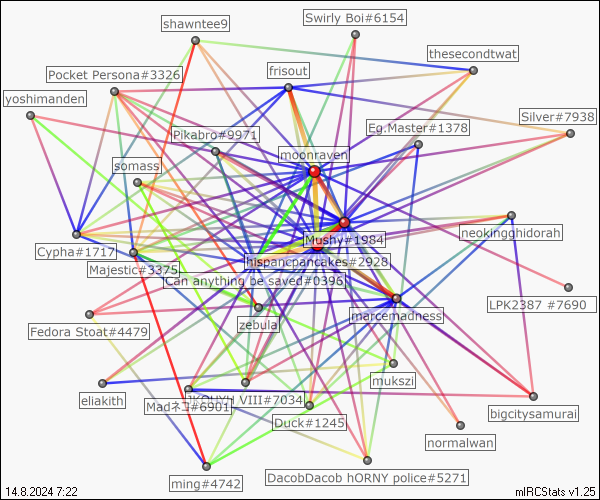 shawntee9
Swirly Boi#6154
thesecondtwat
Pocket Persona#3326
frisout
yoshimanden
Silver#7938
Pikabro#9971
Eg.Master#1378
moonraven
somass
neokingghidorah
Mushy#1984
Cypha#1717
hispancpancakes#2928
Majestic#3375
Can anything be saved#0396
LPK2387 #7690
marcemadness
zebula
Fedora Stoat#4479
mukszi
eliakith
VIII#7034
Madネコ#6901
bigcitysamurai
Duck#1245
normalwan
DacobDacob hORNY police#5271
ming#4742
14.8.2024 7:22
mIRCStats v1.25